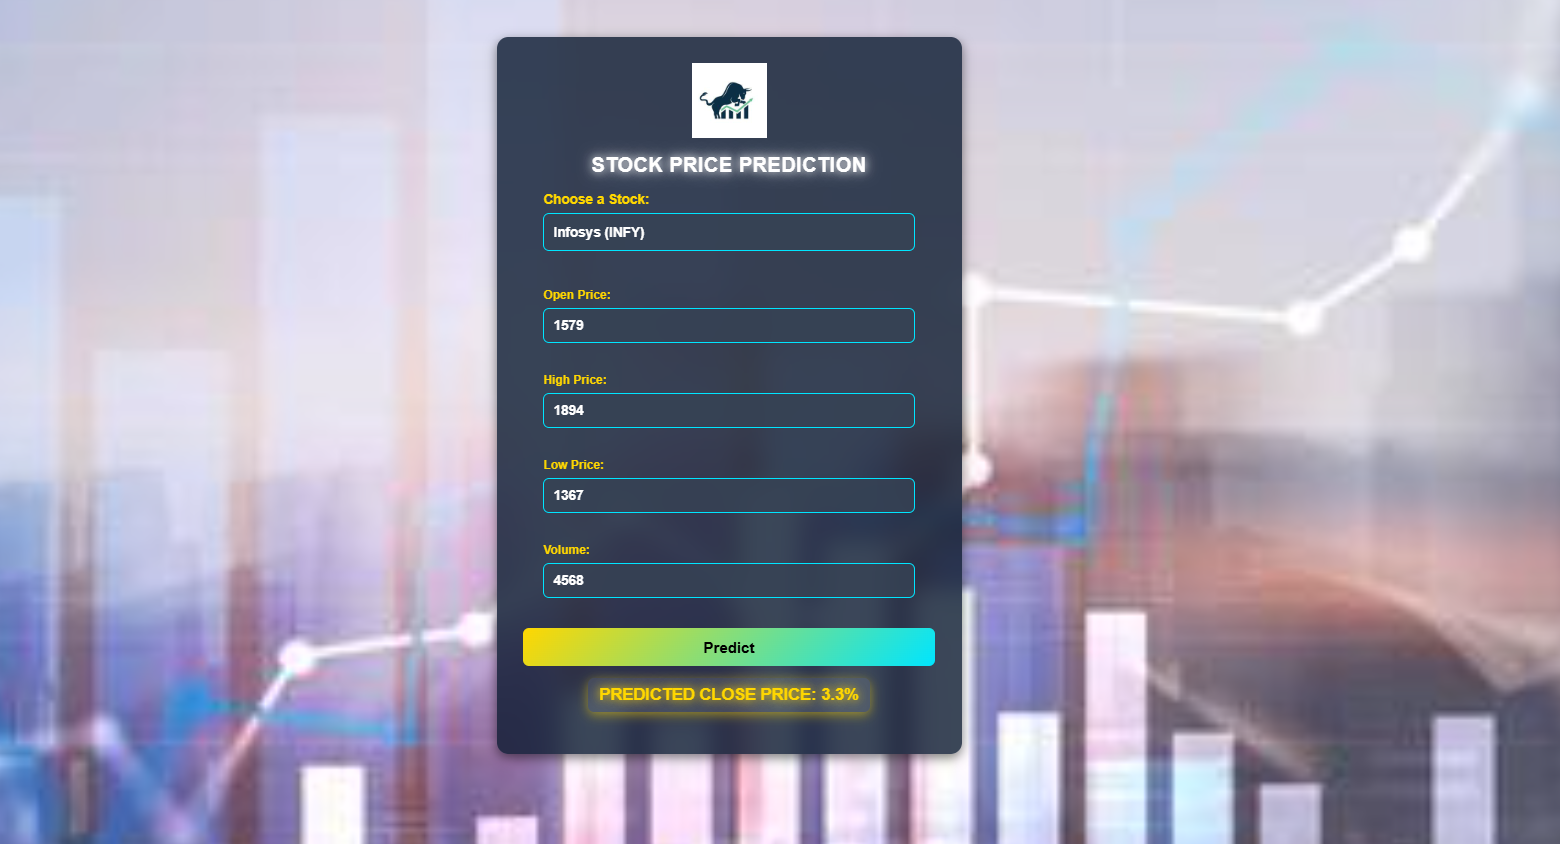 STOCK PRICE PREDICTION
Choose a Stock:
Infosys (INFY)
Open Price:
1579
High Price:
1894
Low Price:
1367
Volume:
4568
Predict
PREDICTED CLOSE PRICE: 3.3%